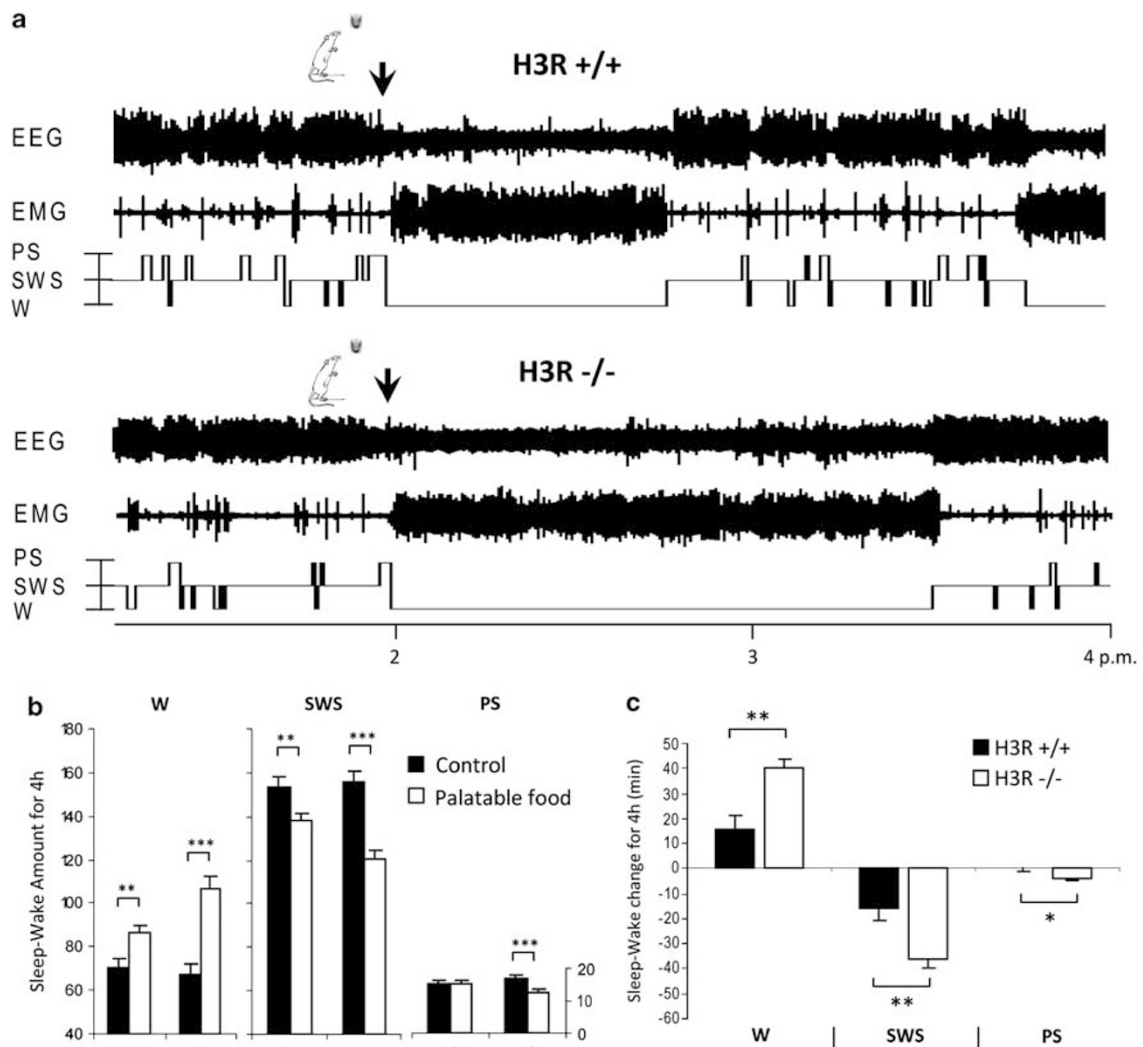 a
H3R +/+
EEG
EMG
PS
SWS
W
H3R -/-
EEG
EMG
PS
SWS
W
2 3 4 p.m.
b
W SWS PS
Sleep-Wake Amount for 4h
180
160
140
120
100
80
60
40
** *** ** *** ***
Control
Palatable food
20
10
0
c
Sleep-Wake change for 4h (min)
50
40
30
20
10
0
-10
-20
-30
-40
-50
-60
** ** *
H3R +/+
H3R -/-
W SWS PS